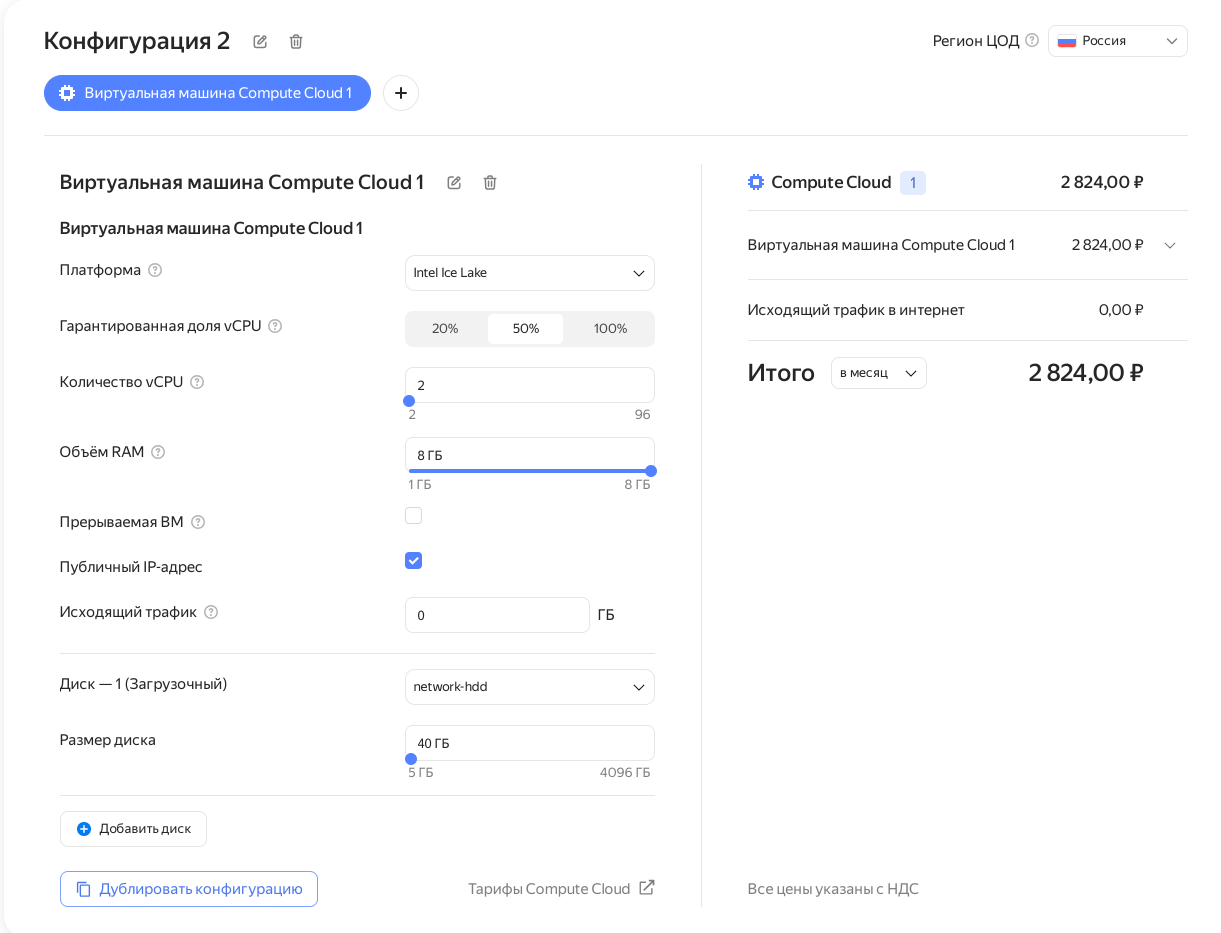 Конфигурация 2
Регион ЦОД
Россия
Виртуальная машина Compute Cloud 1
Виртуальная машина Compute Cloud 1
Виртуальная машина Compute Cloud 1
Платформа
Intel Ice Lake
Гарантированная доля vCPU
20% 50% 100%
Количество vCPU
2
2 96
Объём RAM
8 ГБ
1 ГБ 8 ГБ
Прерываемая ВМ
Публичный IP-адрес
Исходящий трафик
0 ГБ
Диск — 1 (Загрузочный)
network-hdd
Размер диска
40 ГБ
5 ГБ 4096 ГБ
Добавить диск
Дублировать конфигурацию
Тарифы Compute Cloud
Compute Cloud 1 2 824,00 ₽
Виртуальная машина Compute Cloud 1 2 824,00 ₽
Исходящий трафик в интернет 0,00 ₽
Итого в месяц 2 824,00 ₽
Все цены указаны с НДС